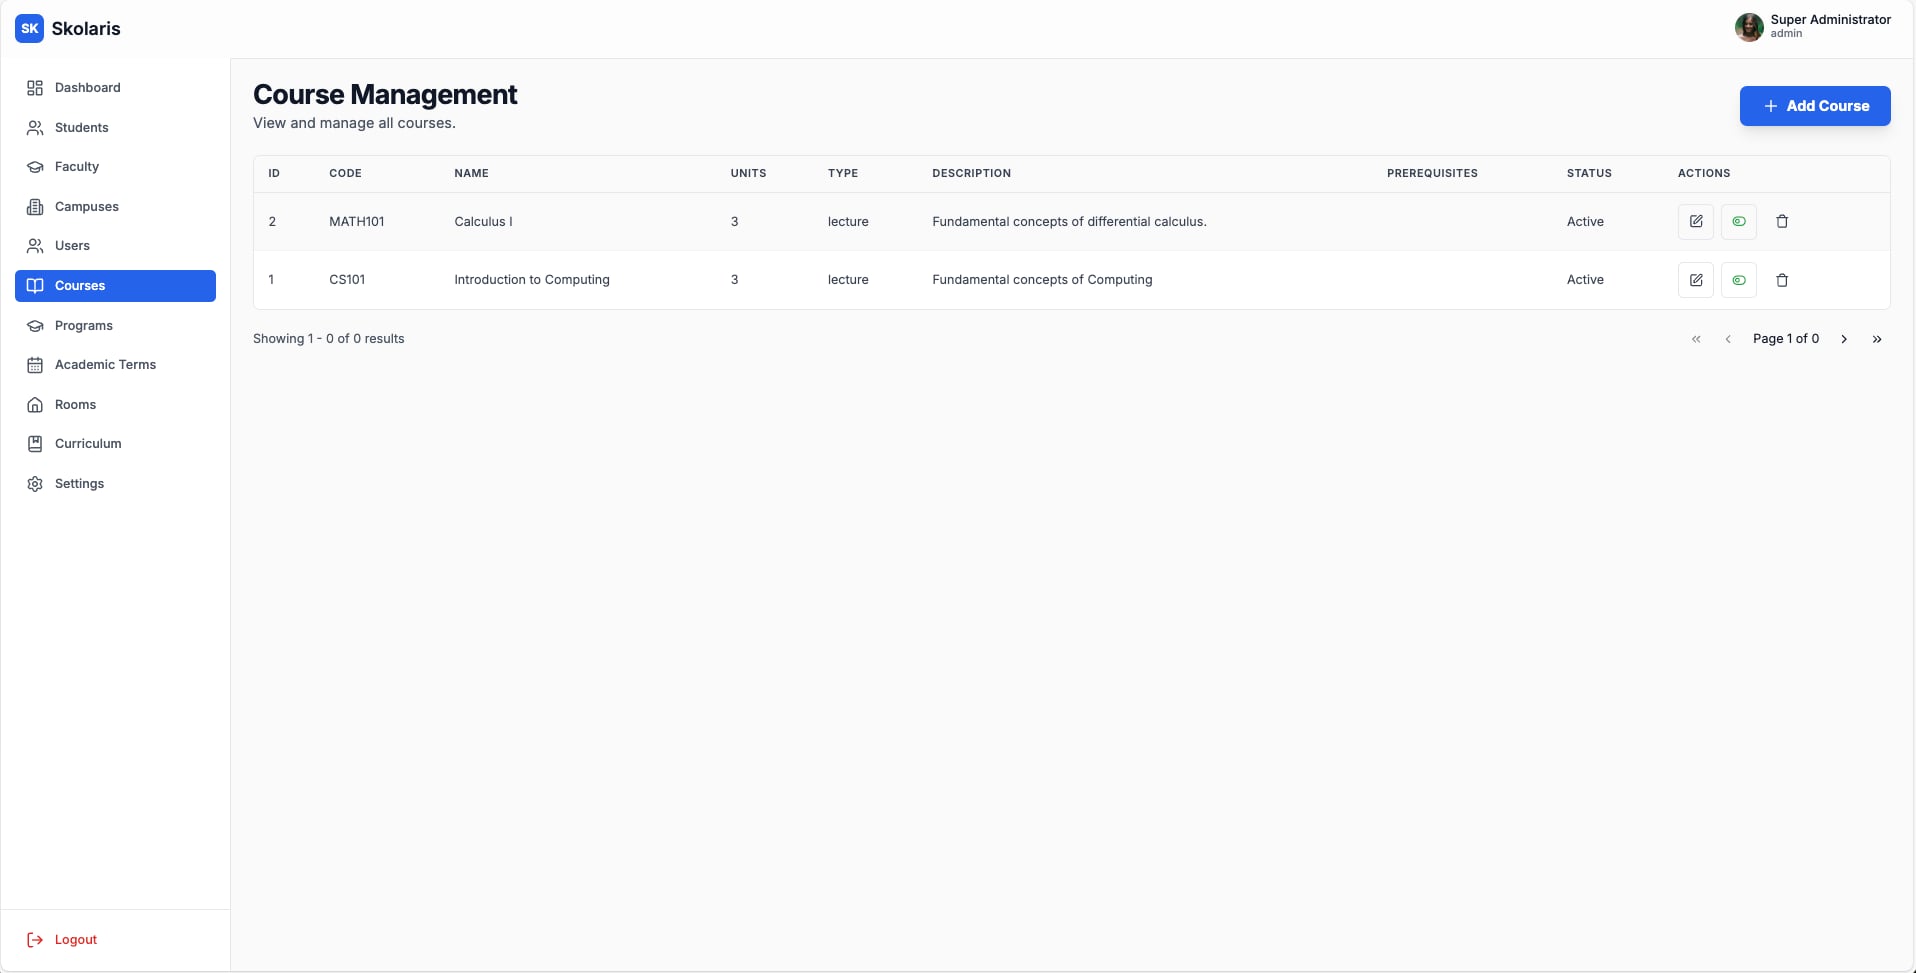 SK Skolaris
Super Administrator
admin
Dashboard
Students
Faculty
Campuses
Users
Courses
Programs
Academic Terms
Rooms
Curriculum
Settings
Logout
Course Management
View and manage all courses.
+ Add Course
ID CODE NAME UNITS TYPE DESCRIPTION PREREQUISITES STATUS ACTIONS
2 MATH101 Calculus I 3 lecture Fundamental concepts of differential calculus. Active
1 CS101 Introduction to Computing 3 lecture Fundamental concepts of Computing Active
Showing 1 - 0 of 0 results
« ‹ Page 1 of 0 › »